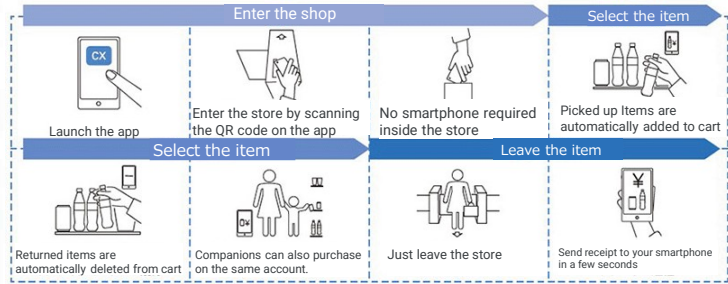 Enter the shop
Select the item
CX
Launch the app
Enter the store by scanning
the QR code on the app
No smartphone required
inside the store
Picked up Items are
automatically added to cart
Select the item
Leave the item
Returned items are
automatically deleted from cart
Companions can also purchase
on the same account.
Just leave the store
¥
Send receipt to your smartphone
in a few seconds